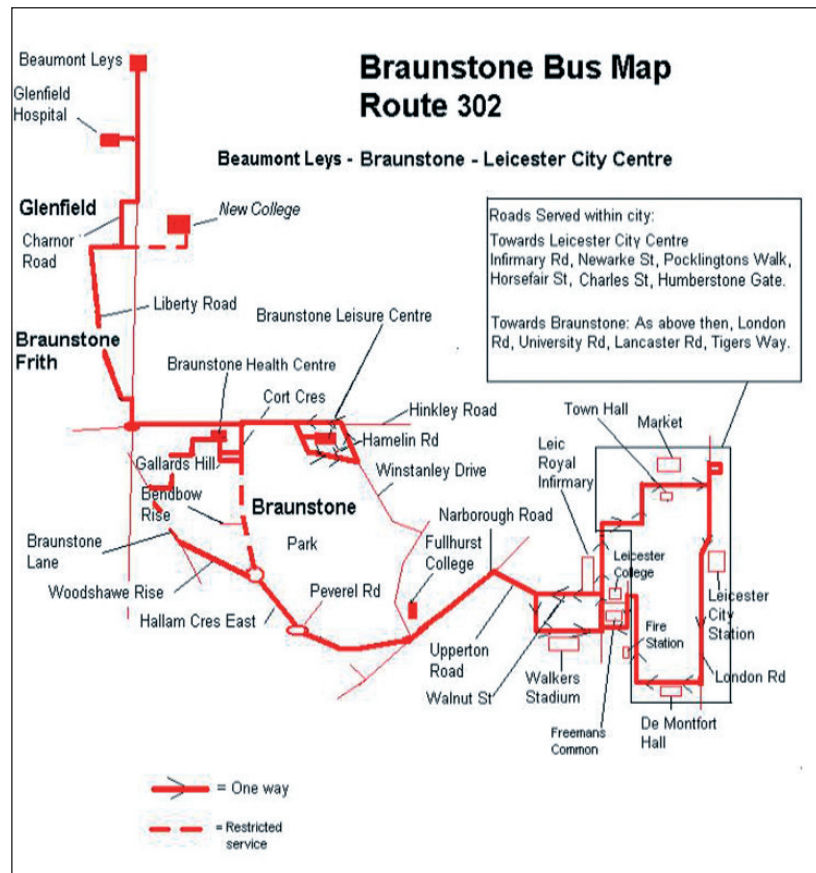 Braunstone Bus Map
Route 302
Beaumont Leys - Braunstone - Leicester City Centre
Beaumont Leys
Glenfield
Hospital
Glenfield
Charnor
Road
New College
Roads Served within city:
Towards Leicester City Centre
Infirmary Rd, Newarke St, Pocklingtons Walk,
Horsefair St, Charles St, Humberstone Gate.
Towards Braunstone: As above then, London
Rd, University Rd, Lancaster Rd, Tigers Way.
Liberty Road
Braunstone
Frith
Braunstone Leisure Centre
Braunstone Health Centre
Cort Cres
Hinkley Road
Hamelin Rd
Winstanley Drive
Gallards Hill
Bendbow
Rise
Braunstone
Park
Braunstone
Lane
Woodshawe Rise
Hallam Cres East
Peverel Rd
Fullhurst
College
Narborough Road
Leic
Royal
Infirmary
Town Hall
Market
Leicester
College
Fire
Station
Leicester
City
Station
London Rd
Upperton
Road
Walnut St
Walkers
Stadium
Freemans
Common
De Montfort
Hall
= One way
= Restricted
service